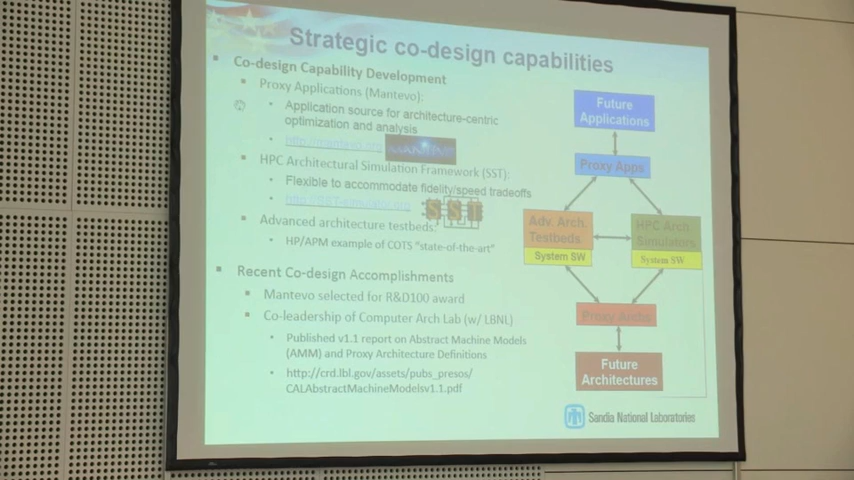 Strategic co-design capabilities
Co-design Capability Development
Proxy Applications (Mantevo):
Application source for architecture-centric
optimization and analysis
http://mantevo.org
MANTEVO
HPC Architectural Simulation Framework (SST):
Flexible to accommodate fidelity/speed tradeoffs
SST
Advanced architecture testbeds:
HP/APM example of COTS "state-of-the-art"
Recent Co-design Accomplishments
Mantevo selected for R&D100 award
Co-leadership of Computer Arch Lab (w/ LBNL)
Published v1.1 report on Abstract Machine Models
(AMM) and Proxy Architecture Definitions
http://crd.lbl.gov/assets/pubs_presos/
CALAbstractMachineModelsv1.1.pdf
Future
Applications
Proxy Apps
Adv. Arch.
Testbeds
System SW
HPC Arch.
Simulators
System SW
Proxy Archs
Future
Architectures
Sandia National Laboratories